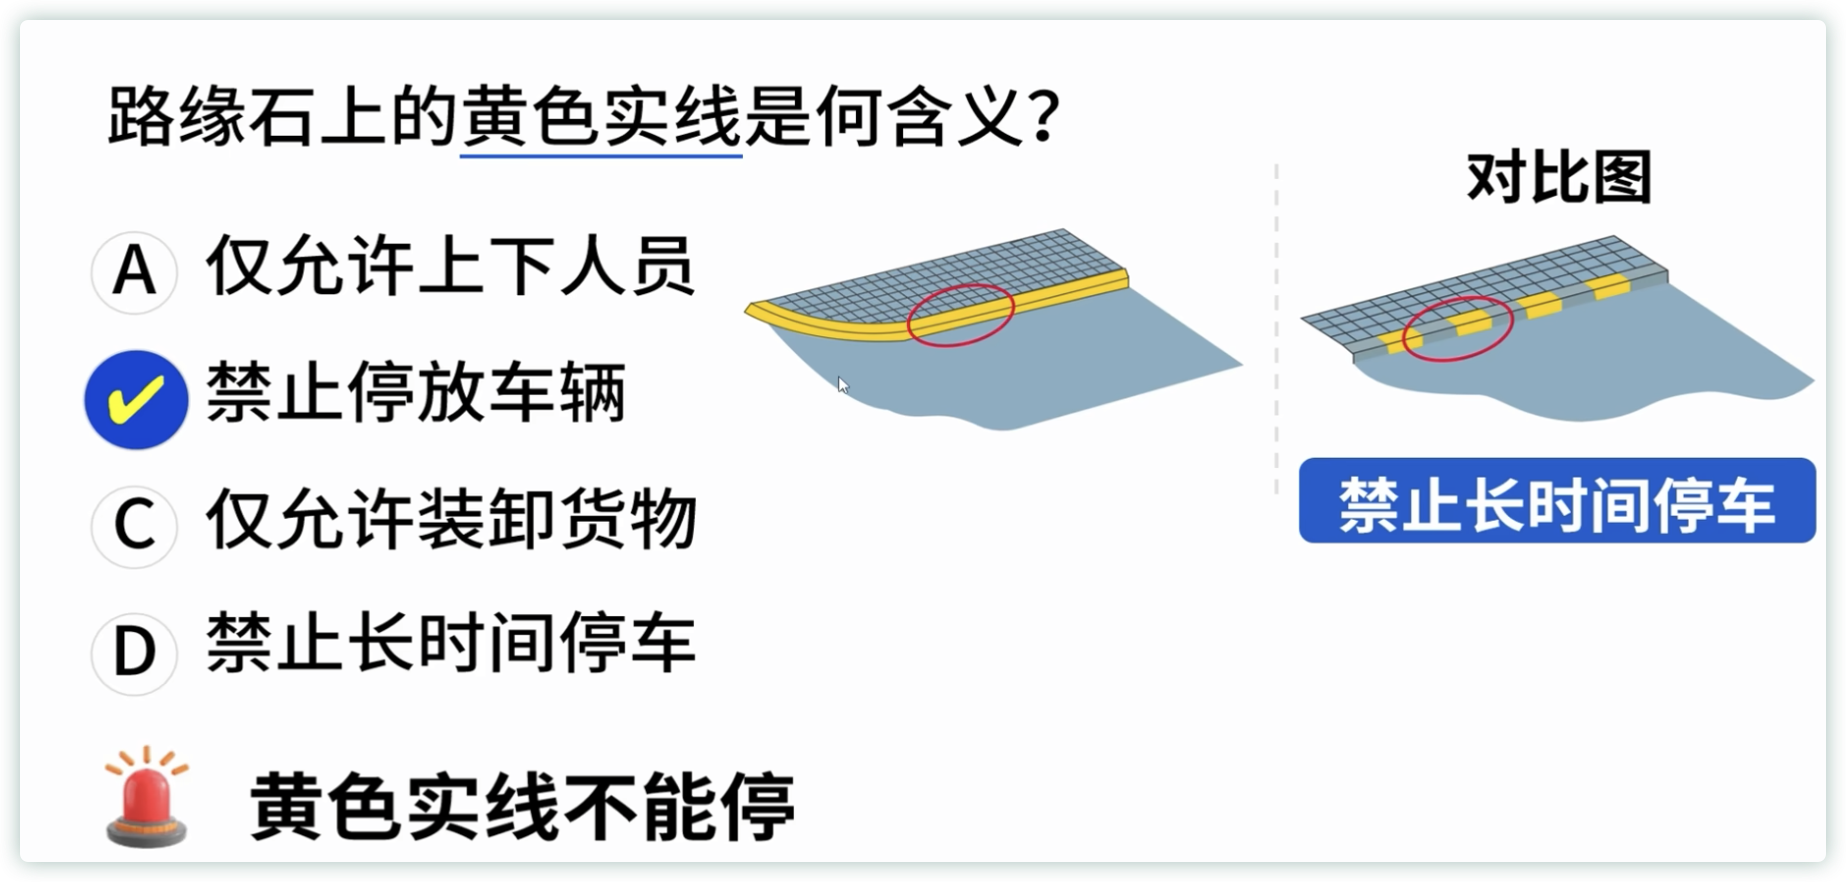 路缘石上的黄色实线是何含义?
A 仅允许上下人员
禁止停放车辆
C 仅允许装卸货物
D 禁止长时间停车
黄色实线不能停
对比图
禁止长时间停车